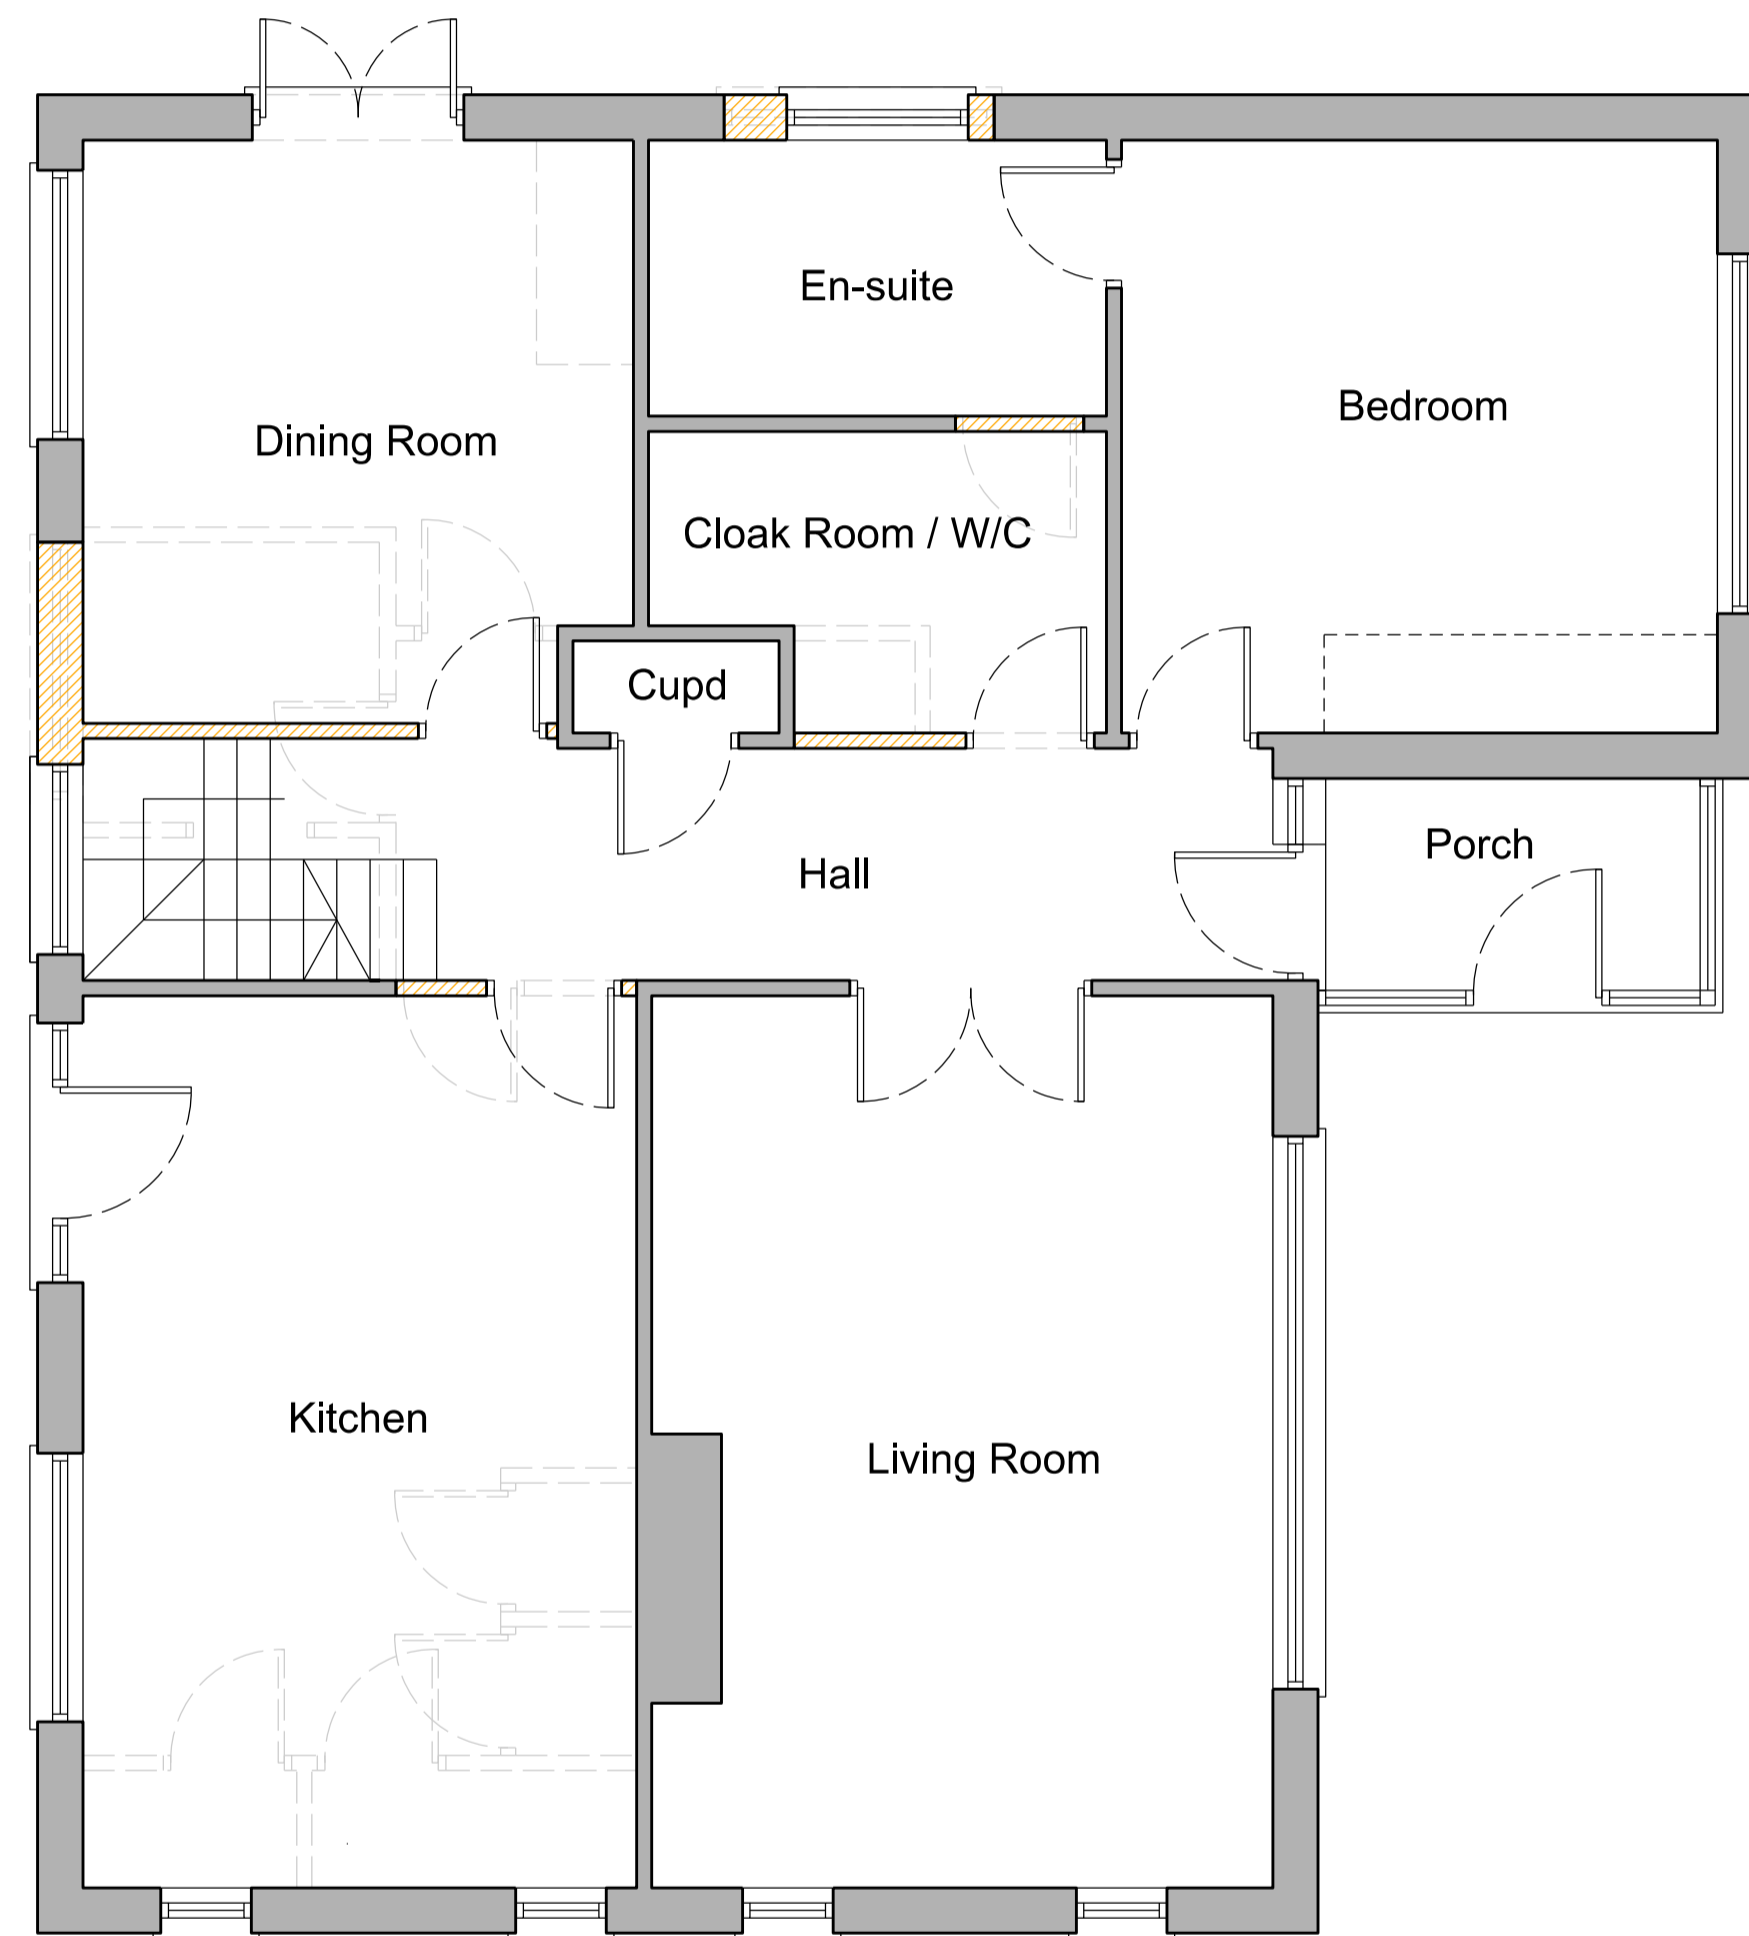 En-suite
Bedroom
Dining Room
Cloak Room / W/C
Cupd
Porch
Hall
Kitchen
Living Room